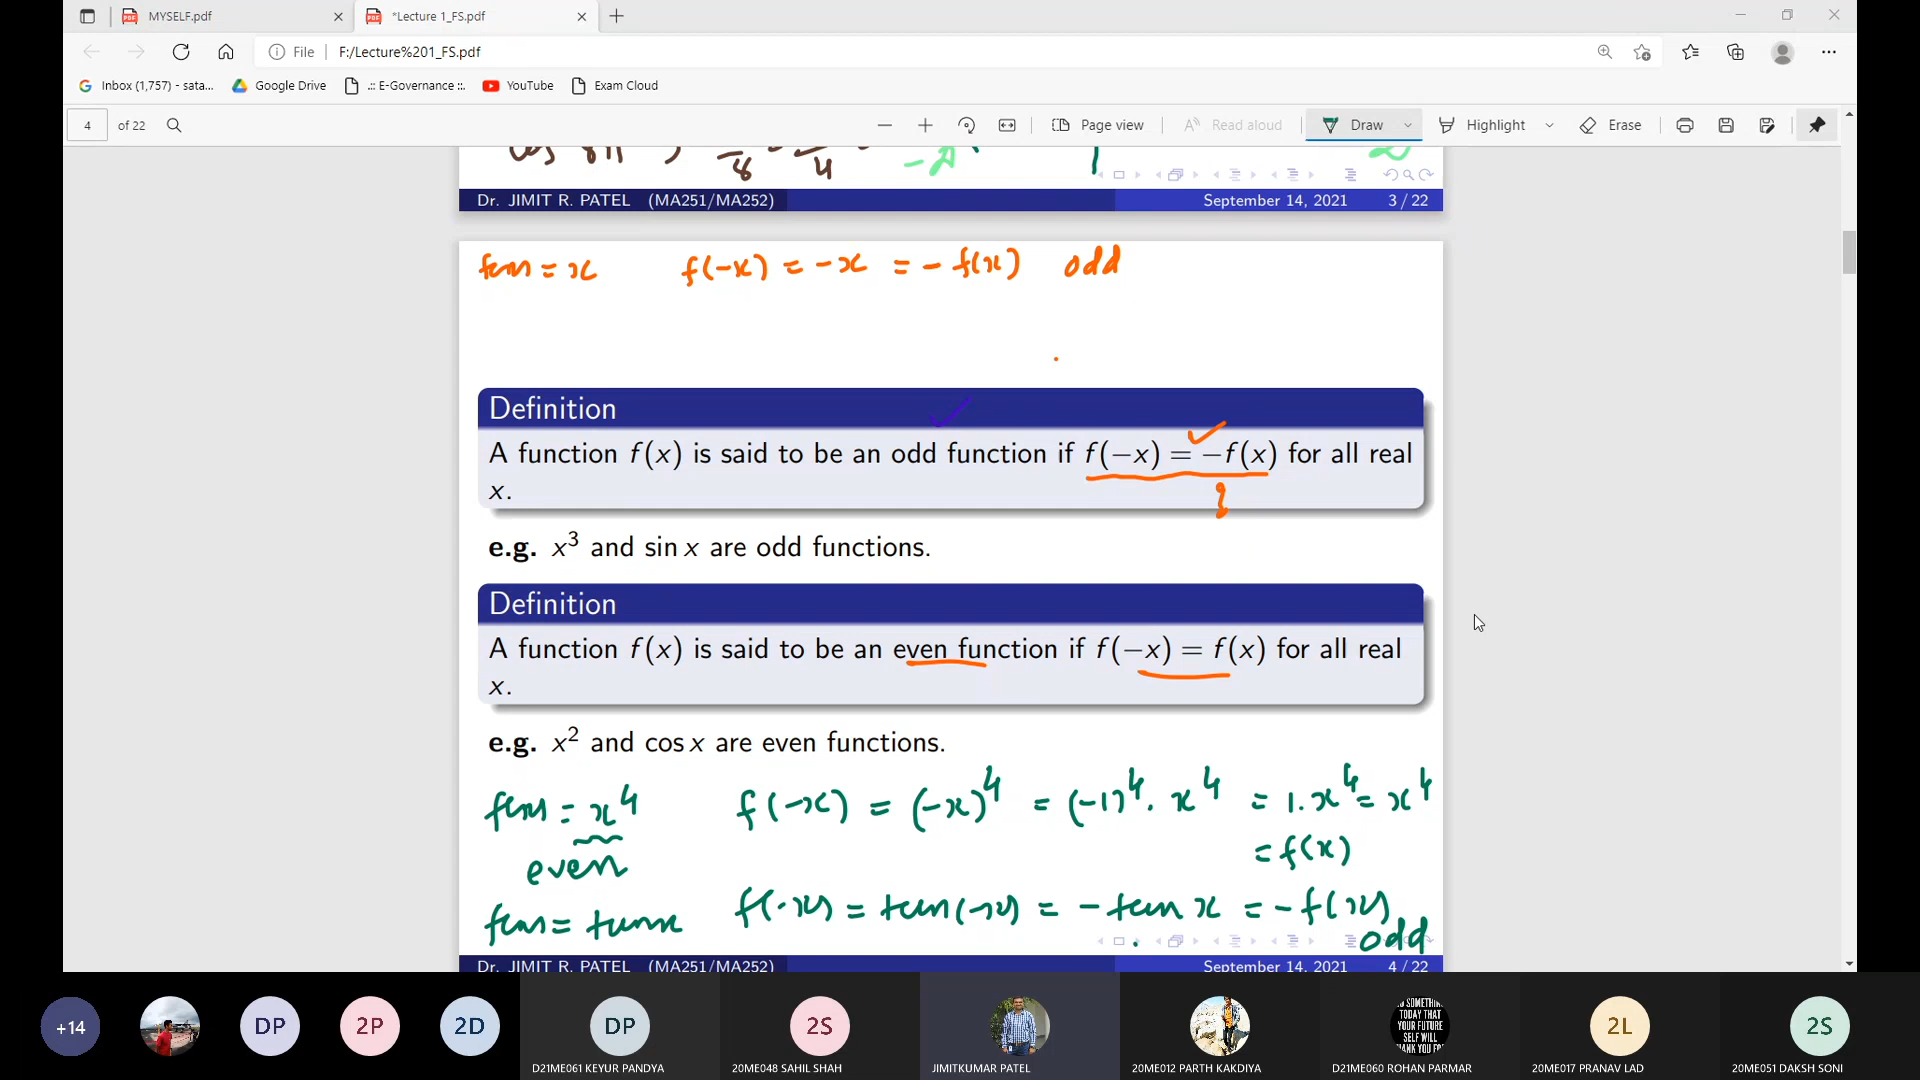 MYSELF.pdf
*Lecture 1_FS.pdf
File F:/Lecture%201_FS.pdf
Inbox (1,757) - sata... Google Drive .:: E-Governance ::. YouTube Exam Cloud
4 of 22 Page view Read aloud Draw Highlight Erase
Dr. JIMIT R. PATEL (MA251/MA252) September 14, 2021 3 / 22
f(x) = x f(-x) = -x = - f(x) odd
Definition
A function f(x) is said to be an odd function if f(−x) = −f(x) for all real
x.
e.g. x³ and sin x are odd functions.
Definition
A function f(x) is said to be an even function if f(−x) = f(x) for all real
x.
e.g. x² and cos x are even functions.
f(x) = x⁴ f(-x) = (-x)⁴ = (-1)⁴ · x⁴ = 1.x⁴ = x⁴
= f(x)
even
f(x) = tanx f(-x) = tan(-x) = - tan x = - f(x)
odd
Dr. JIMIT R. PATEL (MA251/MA252) September 14, 2021 4 / 22
+14 DP 2P 2D DP 2S 2L 2S
D21ME061 KEYUR PANDYA 20ME048 SAHIL SHAH JIMITKUMAR PATEL 20ME012 PARTH KAKDIYA D21ME060 ROHAN PARMAR 20ME017 PRANAV LAD 20ME051 DAKSH SONI